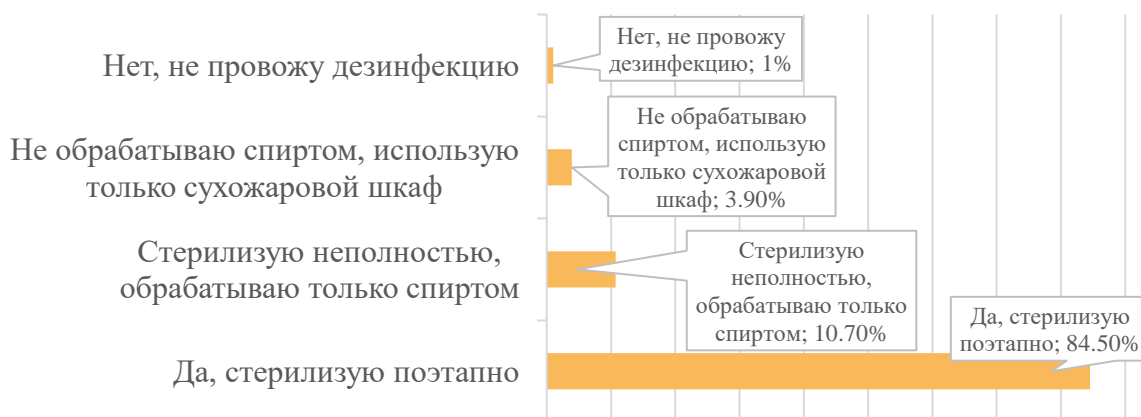 Нет, не провожу дезинфекцию
Нет, не провожу
дезинфекцию; 1%
Не обрабатываю спиртом, использую
только сухожаровой шкаф
Не обрабатываю
спиртом, использую
только сухожаровой
шкаф; 3.90%
Стерилизую неполностью,
обрабатываю только спиртом
Стерилизую
неполностью,
обрабатываю только
спиртом; 10.70%
Да, стерилизую поэтапно
Да, стерилизую
поэтапно; 84.50%